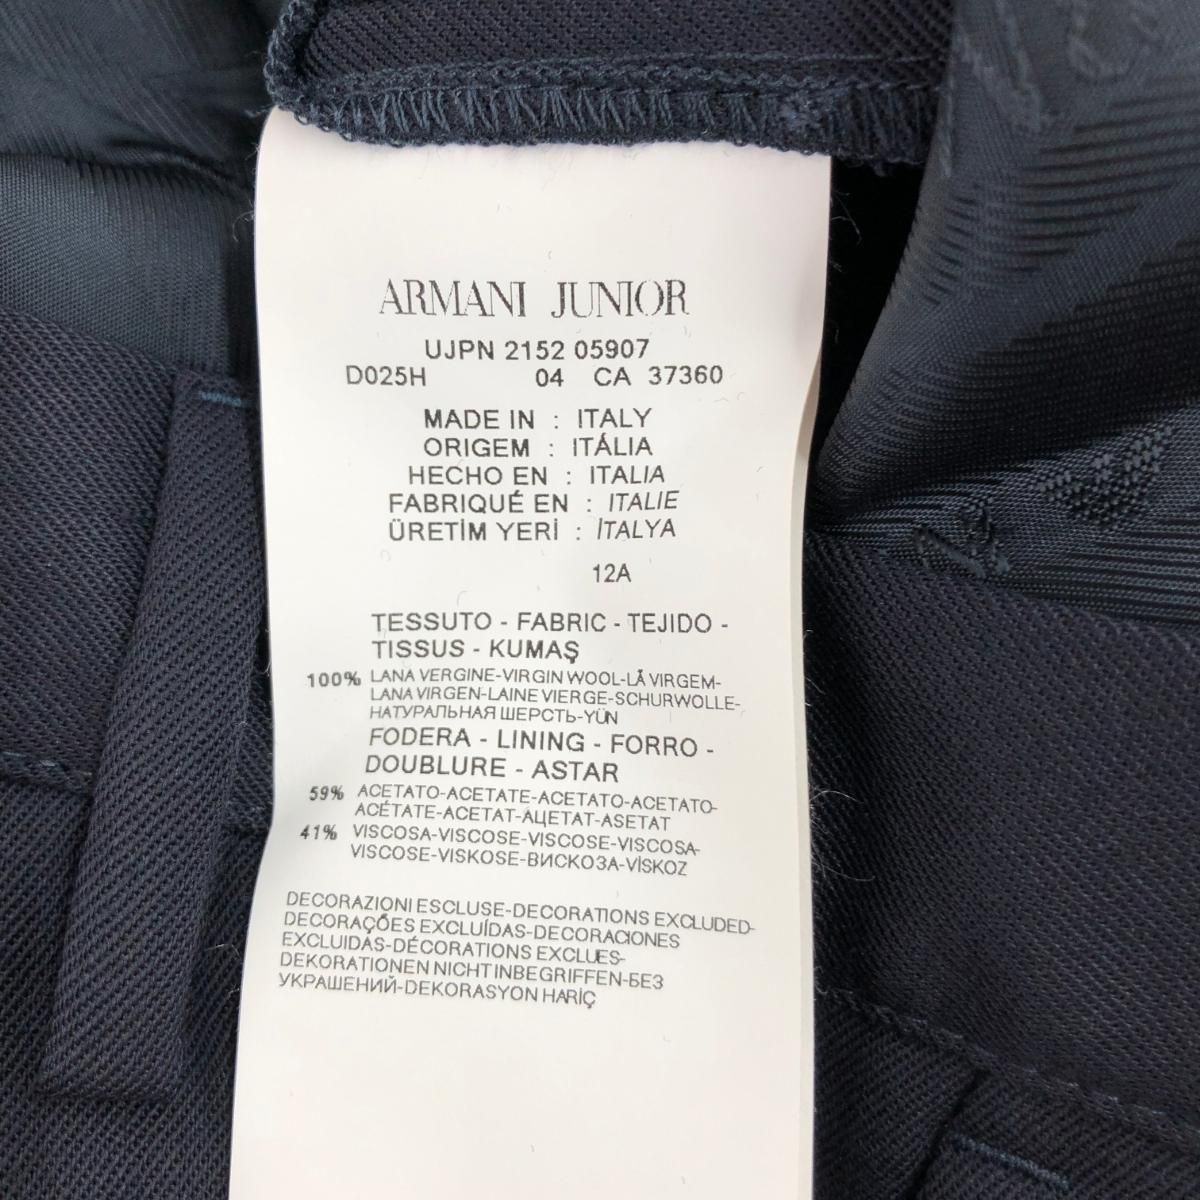 ARMANI JUNIOR
UJPN 2152 05907
D025H 04 CA 37360
MADE IN : ITALY
ORIGEM : ITÁLIA
HECHO EN : ITALIA
FABRIQUÉ EN : ITALIE
ÜRETİM YERİ : İTALYA
12A
TESSUTO - FABRIC - TEJIDO -
TISSUS - KUMAŞ
100% LANA VERGINE-VIRGIN WOOL-LÃ VIRGEM-
LANA VIRGEN-LAINE VIERGE-SCHURWOLLE-
НАТУРАЛЬНАЯ ШЕРСТЬ-YÜN
FODERA - LINING - FORRO -
DOUBLURE - ASTAR
59% ACETATO-ACETATE-ACETATO-ACETATO-
ACÉTATE-ACETAT-АЦЕТАТ-ASETAT
41% VISCOSA-VISCOSE-VISCOSE-VISCOSA-
VISCOSE-VISKOSE-ВИСКОЗА-VİSKOZ
DECORAZIONI ESCLUSE-DECORATIONS EXCLUDED-
DECORAÇÕES EXCLUÍDAS-DECORACIONES
EXCLUIDAS-DÉCORATIONS EXCLUES-
DEKORATIONEN NICHT INBEGRIFFEN-БЕЗ
УКРАШЕНИЙ-DEKORASYON HARİÇ